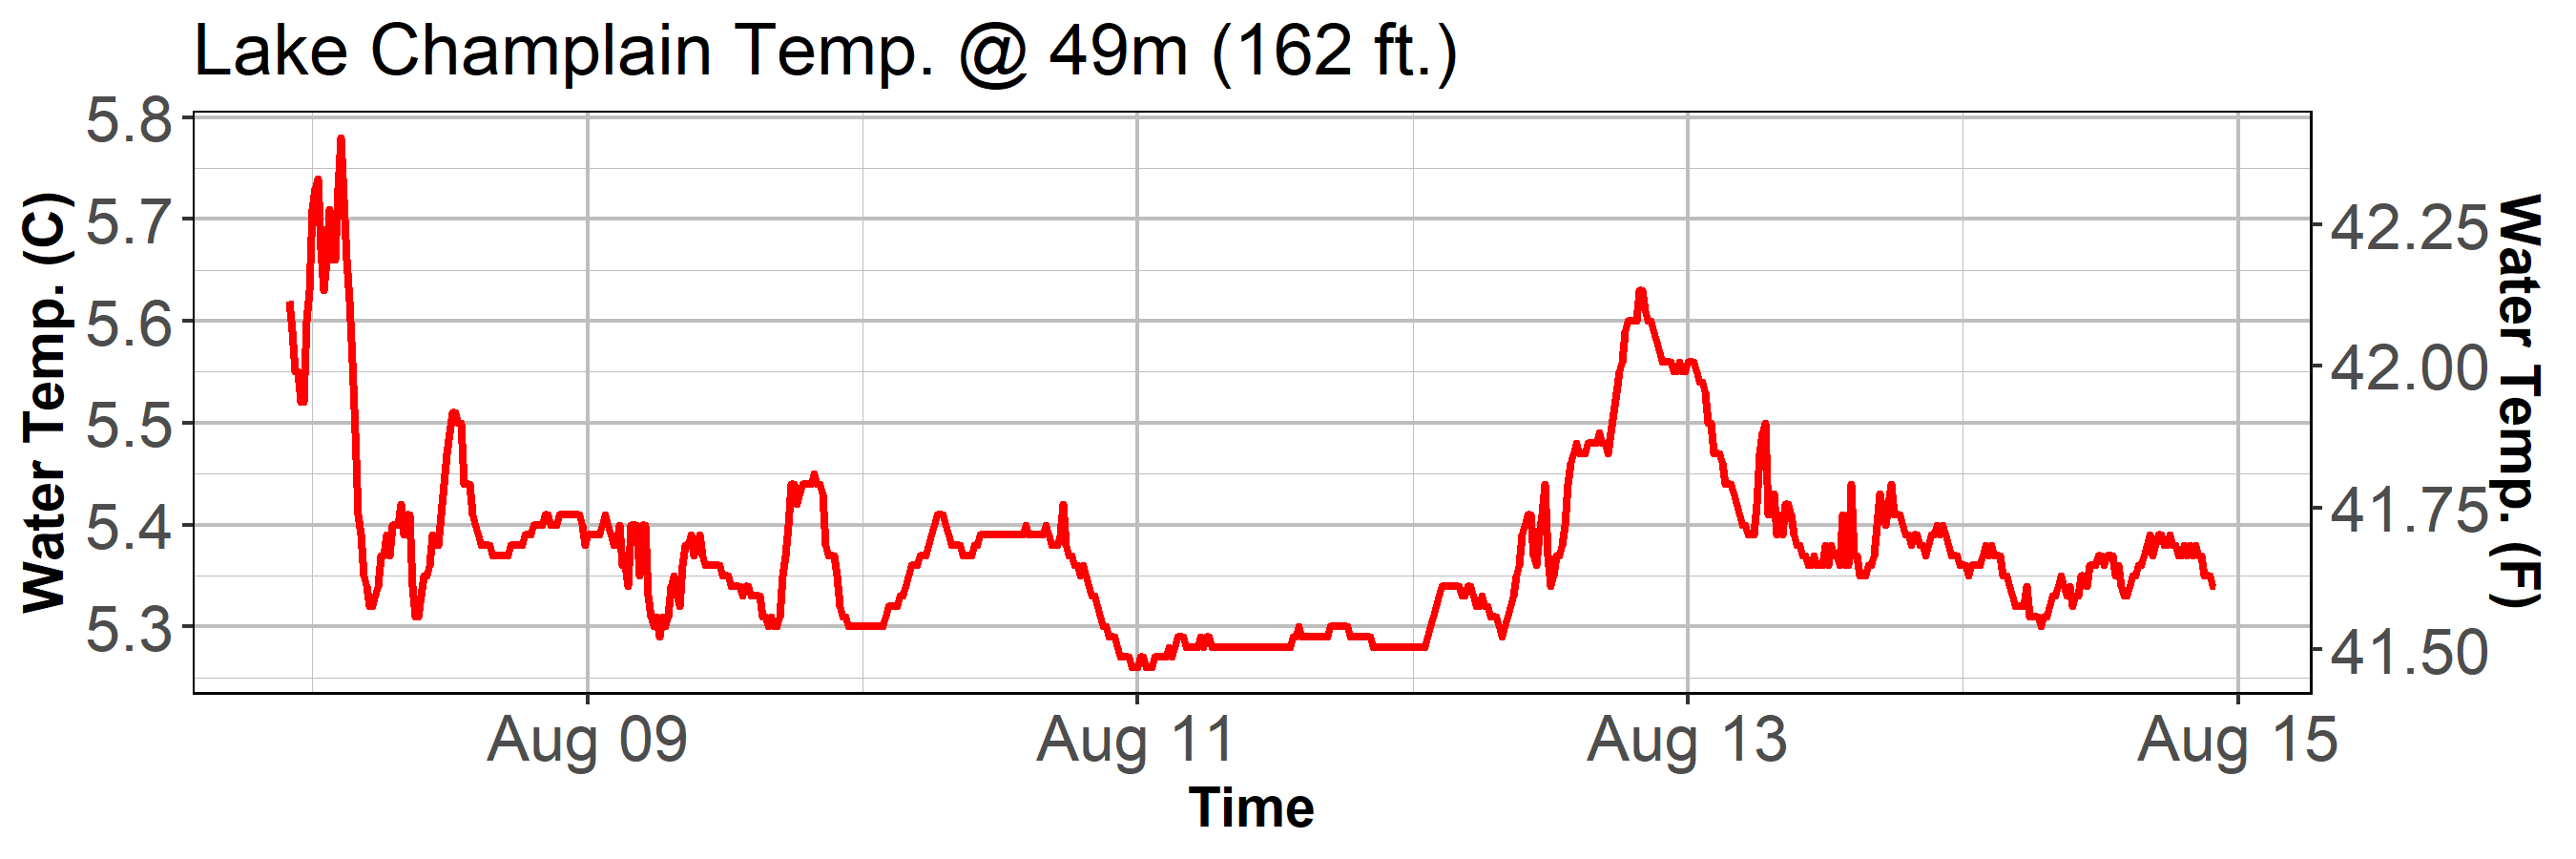 Lake Champlain Temp. @ 49m (162 ft.)
Water Temp. (C)
5.8
5.7
5.6
5.5
5.4
5.3
42.25
42.00
41.75
41.50
Water Temp. (F)
Aug 09 Aug 11 Aug 13 Aug 15
Time